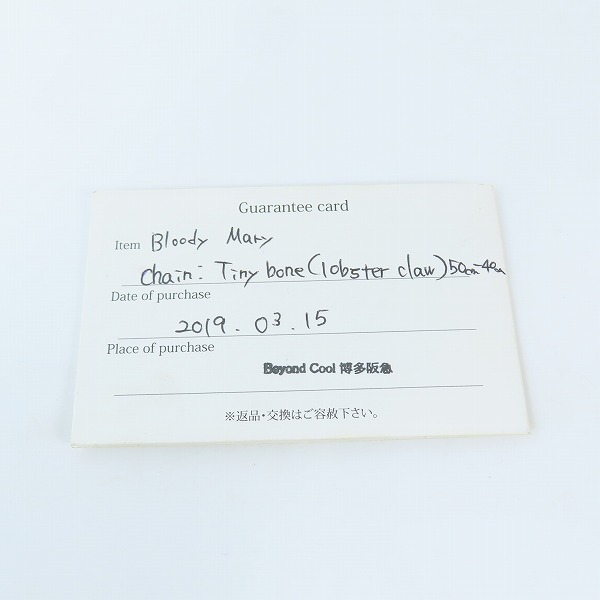 Guarantee card
Item Bloody Mary
Chain: Tiny bone (lobster claw) 50cm-4cm
Date of purchase
2019.03.15
Place of purchase
Beyond Cool 博多阪急
※返品・交換はご容赦下さい。